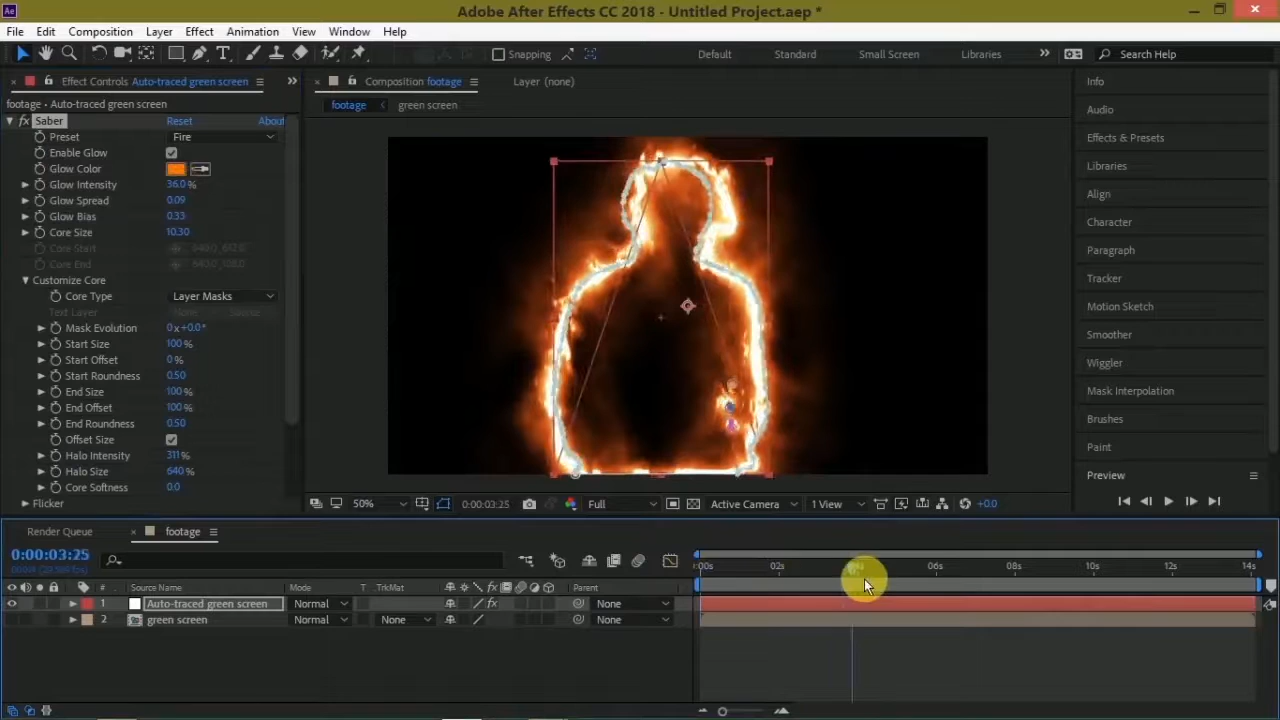 Ae
Adobe After Effects CC 2018 - Untitled Project.aep *
File Edit Composition Layer Effect Animation View Window Help
Snapping Default Standard Small Screen Libraries Search Help
Effect Controls Auto-traced green screen
Composition footage
Layer (none)
footage - Auto-traced green screen
footage green screen
fx Saber Reset About
Preset Fire
Enable Glow
Glow Color
Glow Intensity 36.0 %
Glow Spread 0.09
Glow Bias 0.33
Core Size 10.30
Core Start
Core End
Customize Core
Core Type Layer Masks
Text Layer None Source
Mask Evolution 0x+0.0°
Start Size 100 %
Start Offset 0 %
Start Roundness 0.50
End Size 100 %
End Offset 100 %
End Roundness 0.50
Offset Size
Halo Intensity 311 %
Halo Size 640 %
Core Softness 0.0
Flicker
Info
Audio
Effects & Presets
Libraries
Align
Character
Paragraph
Tracker
Motion Sketch
Smoother
Wiggler
Mask Interpolation
Brushes
Paint
Preview
50% 0:00:03:25 Full Active Camera 1 View +0.0
Render Queue footage
0:00:03:25
:00s 02s 06s 08s 10s 12s 14s
# Source Name Mode T TrkMat Parent
1 Auto-traced green screen Normal fx None
2 green screen Normal None None